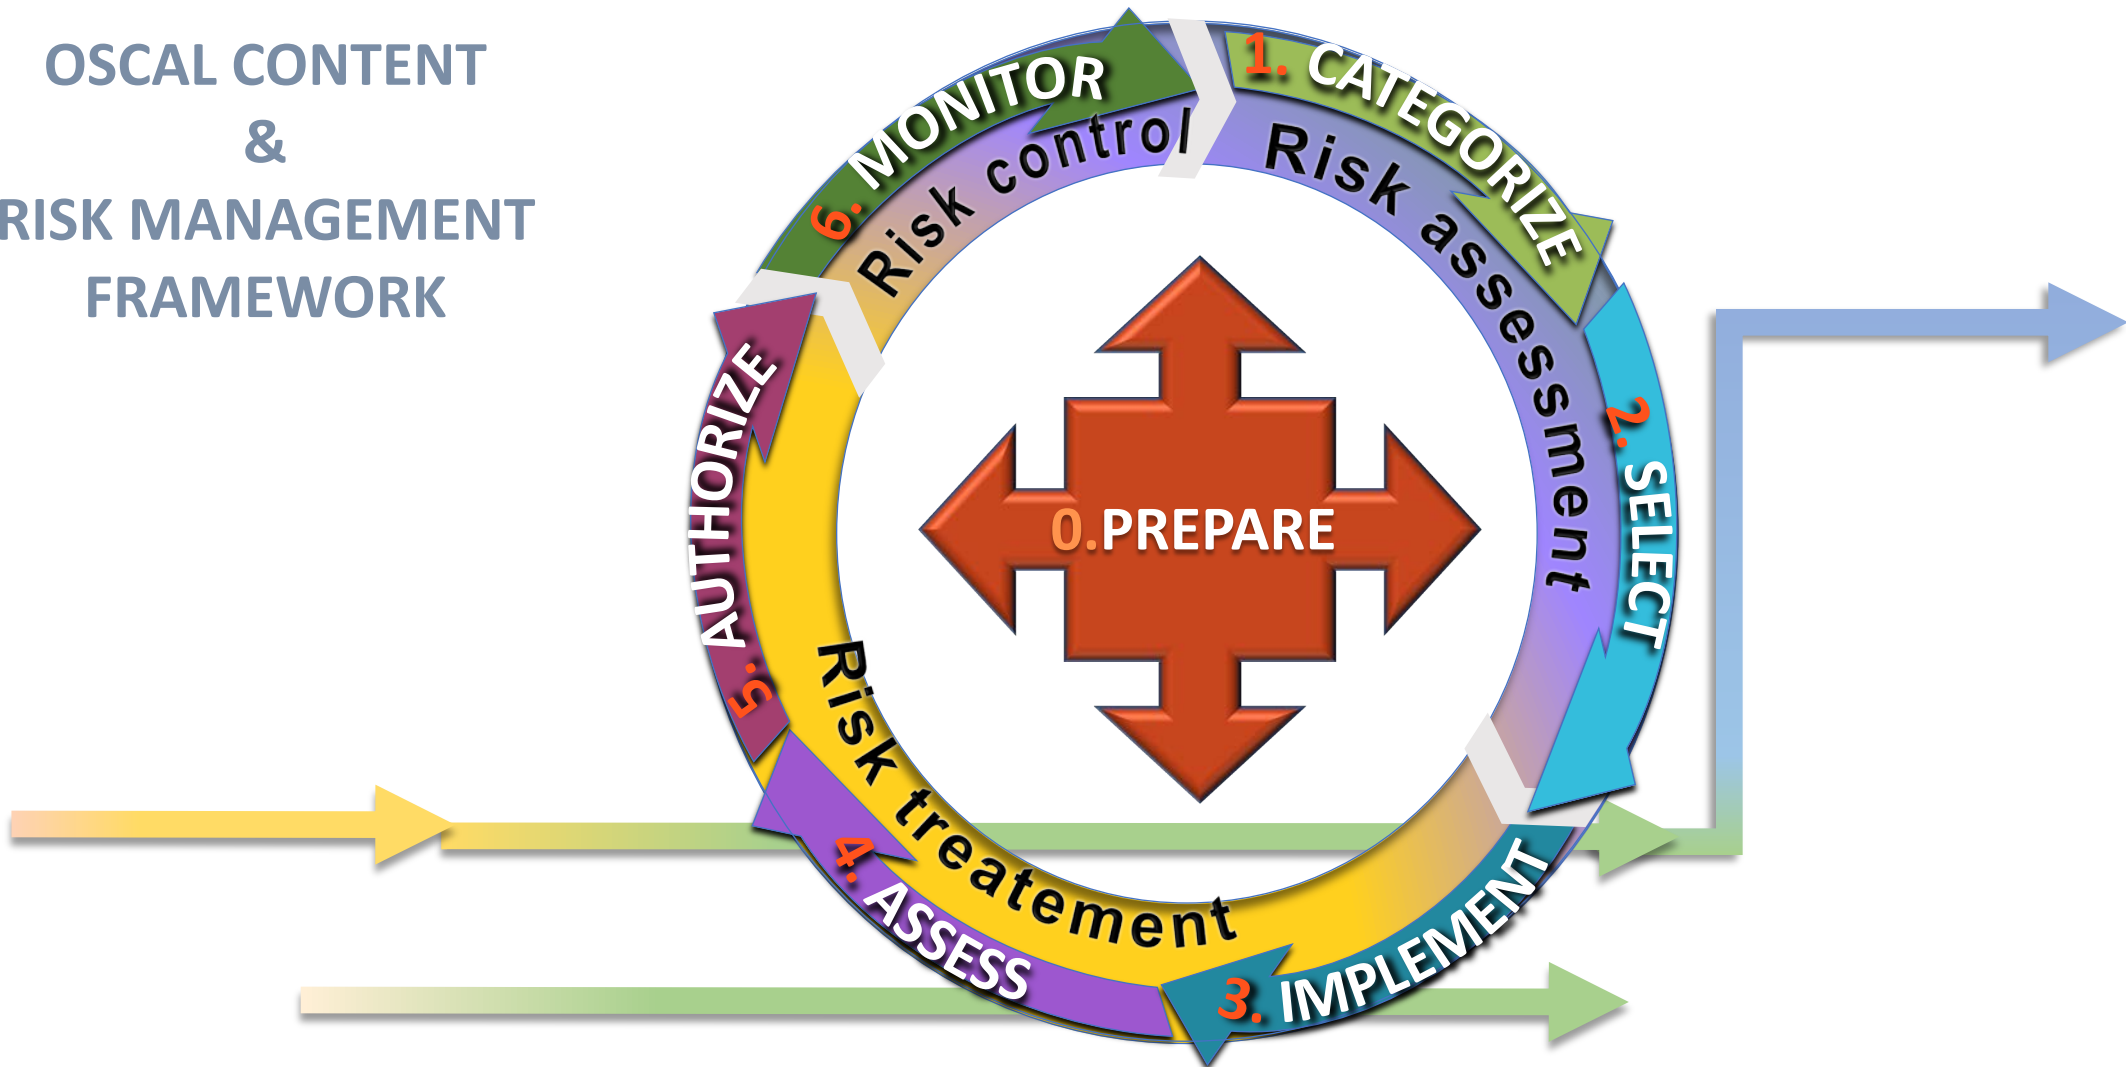 OSCAL CONTENT
&
RISK MANAGEMENT
FRAMEWORK
1. CATEGORIZE
2. SELECT
3. IMPLEMENT
4. ASSESS
5. AUTHORIZE
6. MONITOR
Risk assessment
Risk treatement
Risk control
0.PREPARE